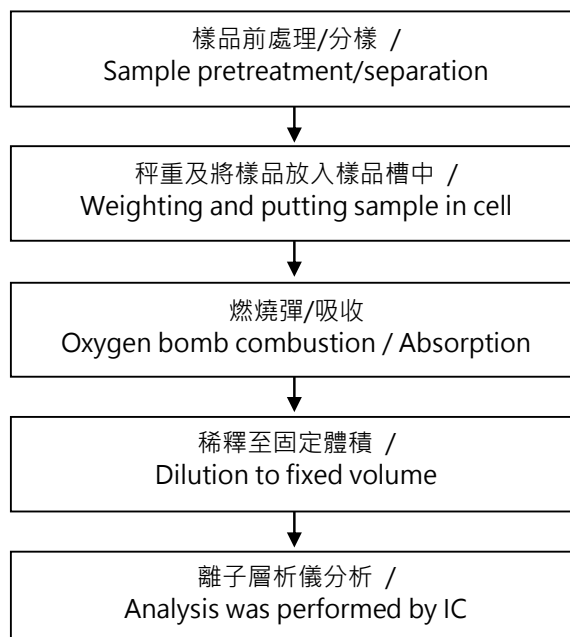 樣品前處理/分樣 /
Sample pretreatment/separation
秤重及將樣品放入樣品槽中 /
Weighting and putting sample in cell
燃燒彈/吸收
Oxygen bomb combustion / Absorption
稀釋至固定體積 /
Dilution to fixed volume
離子層析儀分析 /
Analysis was performed by IC